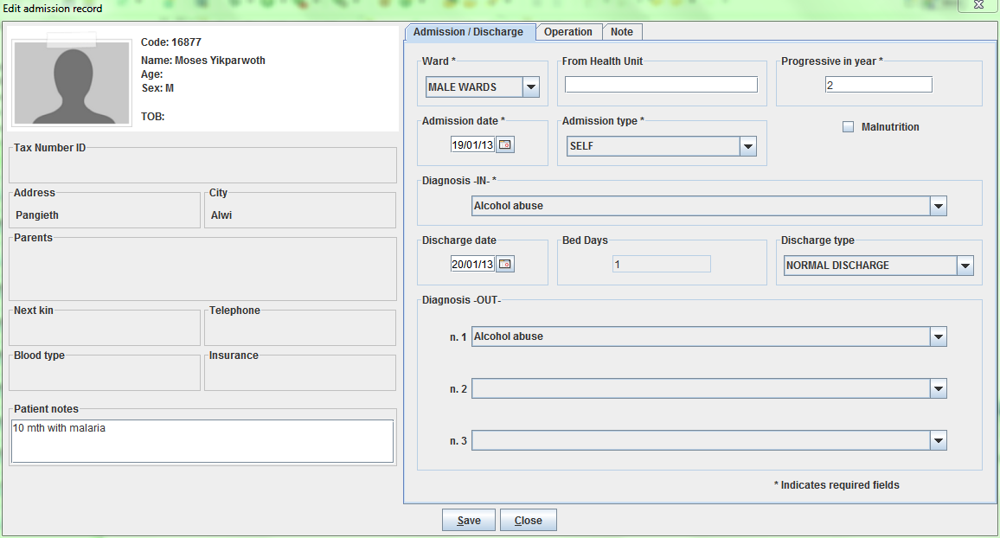 Edit admission record
Code: 16877
Name: Moses Yikparwoth
Age:
Sex: M
TOB:
Tax Number ID
Address
Pangieth
City
Alwi
Parents
Next kin
Telephone
Blood type
Insurance
Patient notes
10 mth with malaria
Admission / Discharge
Operation
Note
Ward *
MALE WARDS
From Health Unit
Progressive in year *
2
Admission date *
19/01/13
Admission type *
SELF
Malnutrition
Diagnosis -IN- *
Alcohol abuse
Discharge date
20/01/13
Bed Days
1
Discharge type
NORMAL DISCHARGE
Diagnosis -OUT-
n. 1 Alcohol abuse
n. 2
n. 3
* Indicates required fields
Save
Close